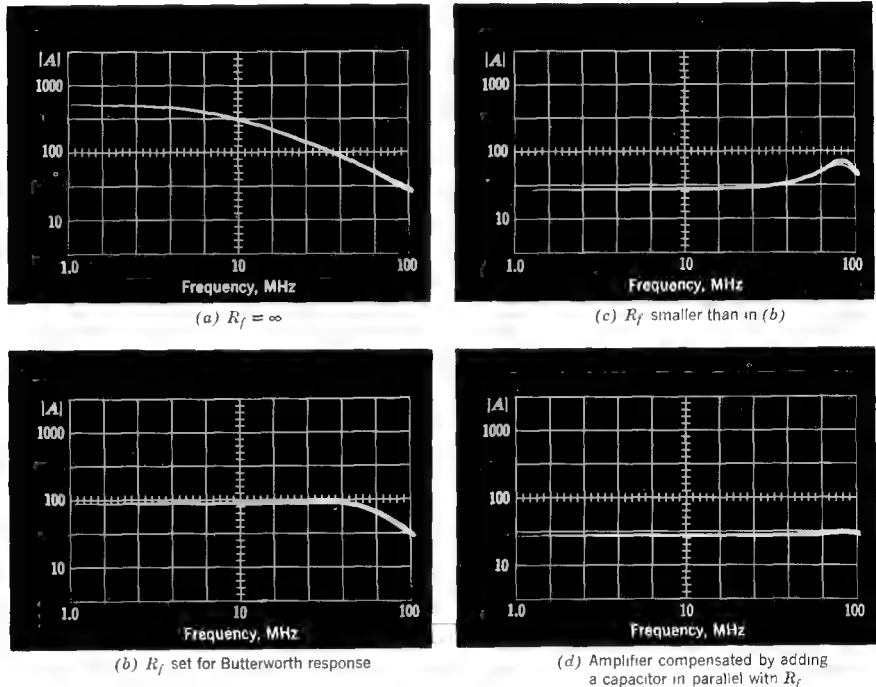 |A|
1000
100
10
1.0 10 100
Frequency, MHz
(a) R_f = ∞
|A|
1000
100
10
1.0 10 100
Frequency, MHz
(c) R_f smaller than in (b)
|A|
1000
100
10
1.0 10 100
Frequency, MHz
(b) R_f set for Butterworth response
|A|
1000
100
10
1.0 10 100
Frequency, MHz
(d) Amplifier compensated by adding
a capacitor in parallel with R_f